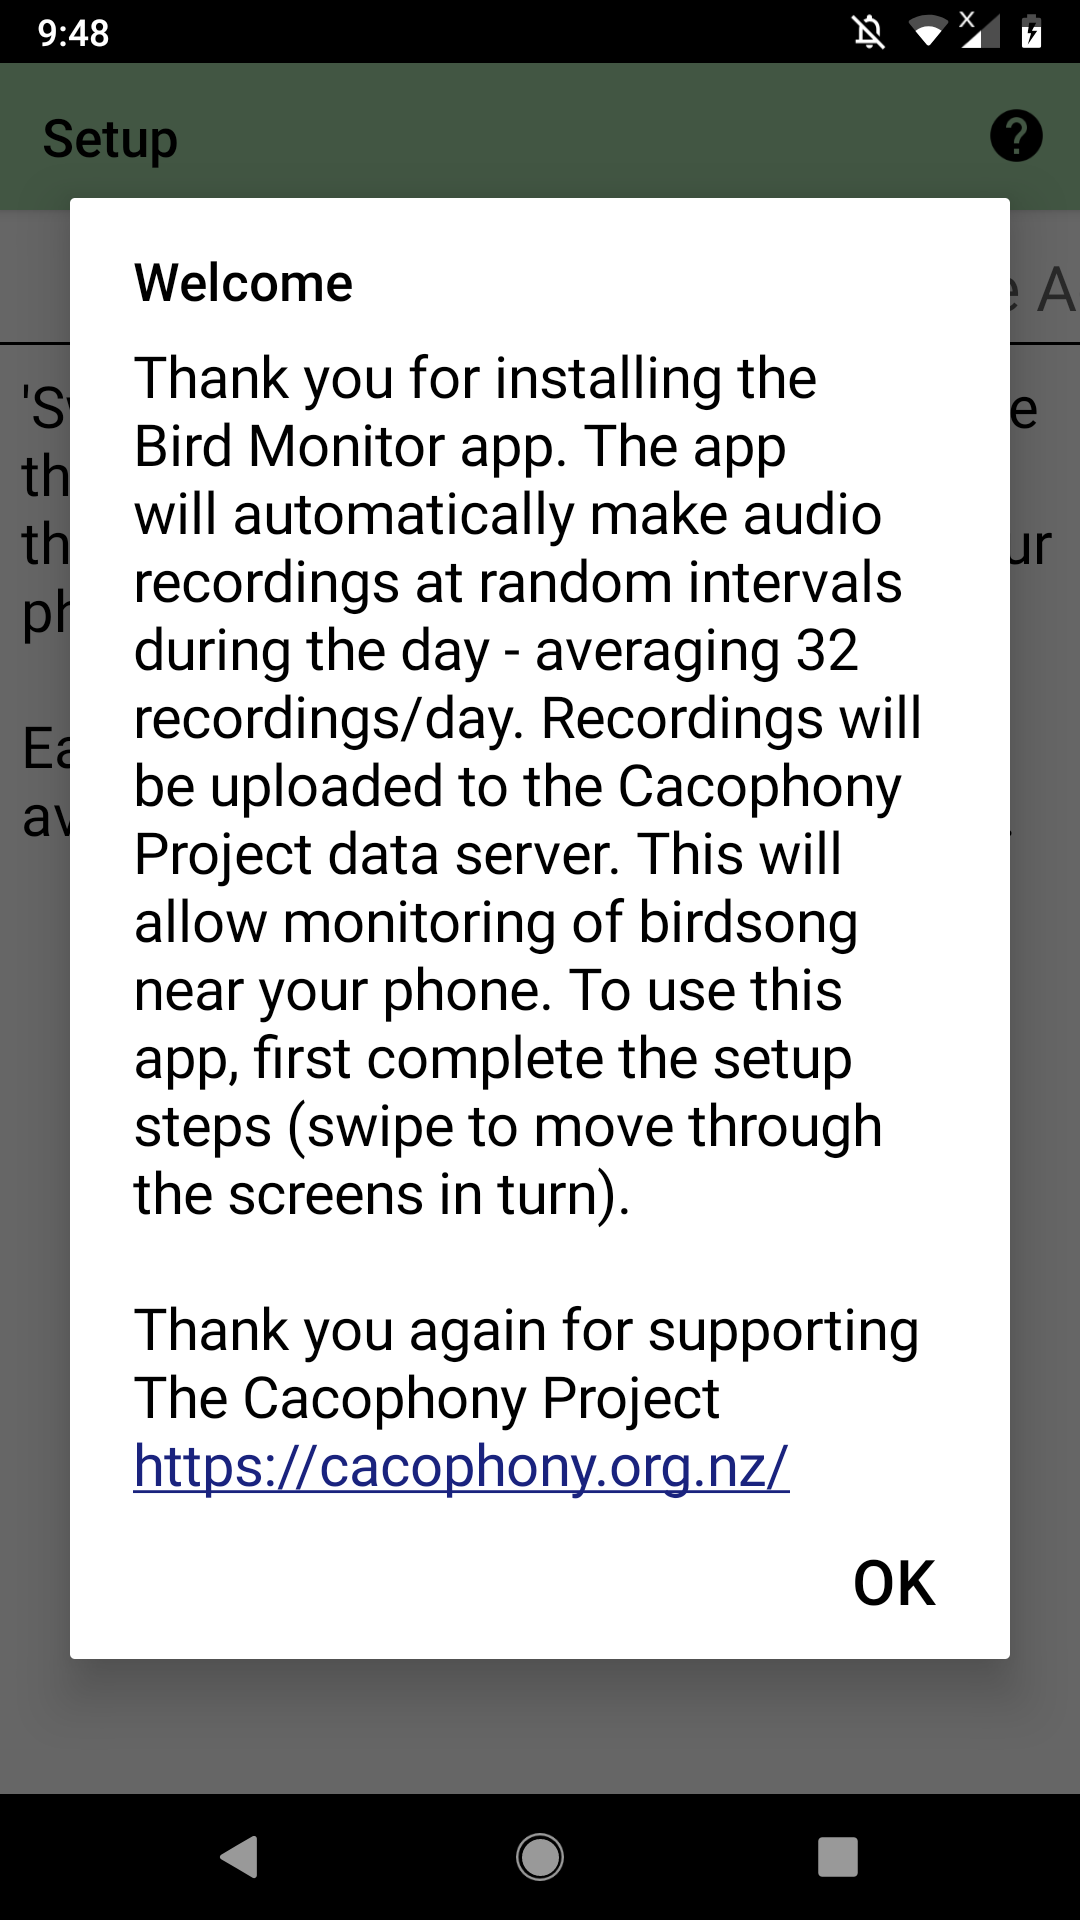 9:48
X
Setup
?
Welcome
Thank you for installing the
Bird Monitor app. The app
will automatically make audio
recordings at random intervals
during the day - averaging 32
recordings/day. Recordings will
be uploaded to the Cacophony
Project data server. This will
allow monitoring of birdsong
near your phone. To use this
app, first complete the setup
steps (swipe to move through
the screens in turn).
Thank you again for supporting
The Cacophony Project
https://cacophony.org.nz/
OK